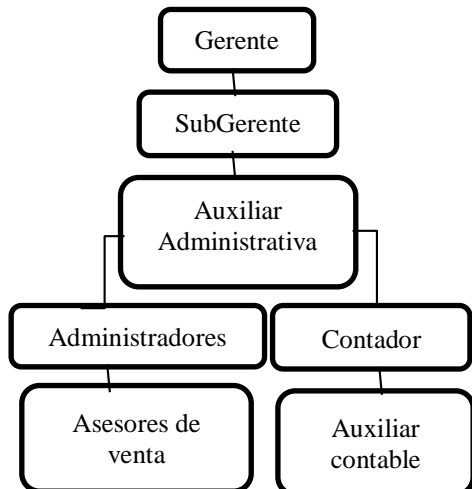 Gerente
SubGerente
Auxiliar
Administrativa
Administradores
Contador
Asesores de
venta
Auxiliar
contable